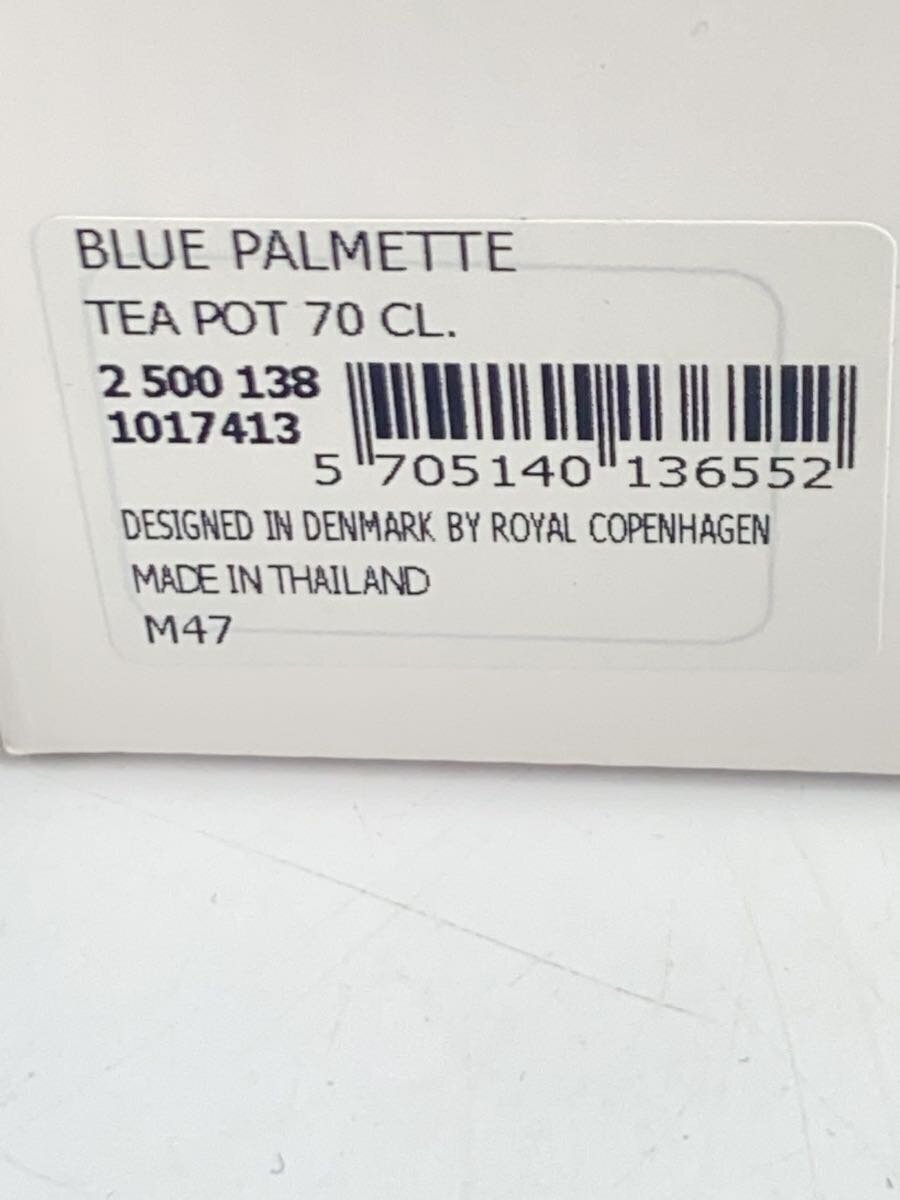 BLUE PALMETTE
TEA POT 70 CL.
2 500 138
1017413
5 705140 136552
DESIGNED IN DENMARK BY ROYAL COPENHAGEN
MADE IN THAILAND
M47